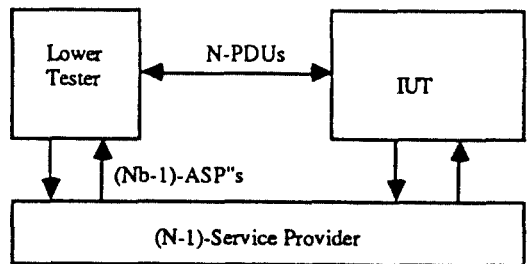 Lower
Tester
N-PDUs
IUT
(Nb-1)-ASP"s
(N-1)-Service Provider